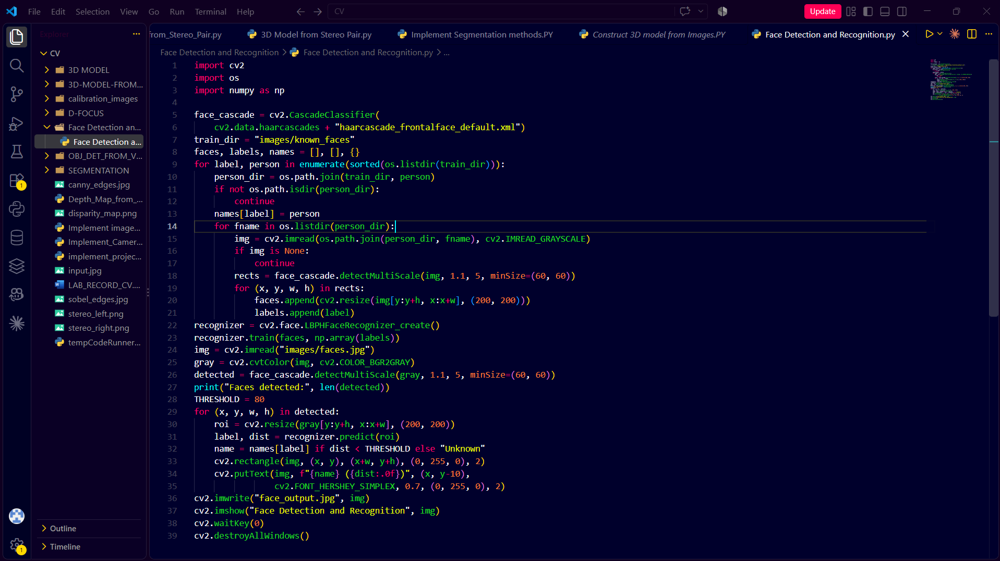 File Edit Selection View Go Run Terminal Help
CV
Update
Explorer
from_Stereo_Pair.py
3D Model from Stereo Pair.py
Implement Segmentation methods.PY
Construct 3D model from Images.PY
Face Detection and Recognition.py
Face Detection and Recognition > Face Detection and Recognition.py > ...
CV
3D MODEL
3D-MODEL-FROM...
calibration_images
D-FOCUS
Face Detection an...
Face Detection a...
OBJ_DET_FROM_V...
SEGMENTATION
canny_edges.jpg
Depth_Map_from_...
disparity_map.png
Implement image...
Implement_Camer...
implement_projec...
input.jpg
LAB_RECORD_CV....
sobel_edges.jpg
stereo_left.png
stereo_right.png
tempCodeRunner...
Outline
Timeline
1
1
1 import cv2
2 import os
3 import numpy as np
4
5 face_cascade = cv2.CascadeClassifier(
6     cv2.data.haarcascades + "haarcascade_frontalface_default.xml")
7 train_dir = "images/known_faces"
8 faces, labels, names = [], [], {}
9 for label, person in enumerate(sorted(os.listdir(train_dir))):
10     person_dir = os.path.join(train_dir, person)
11     if not os.path.isdir(person_dir):
12         continue
13     names[label] = person
14     for fname in os.listdir(person_dir):
15         img = cv2.imread(os.path.join(person_dir, fname), cv2.IMREAD_GRAYSCALE)
16         if img is None:
17             continue
18         rects = face_cascade.detectMultiScale(img, 1.1, 5, minSize=(60, 60))
19         for (x, y, w, h) in rects:
20             faces.append(cv2.resize(img[y:y+h, x:x+w], (200, 200)))
21             labels.append(label)
22 recognizer = cv2.face.LBPHFaceRecognizer_create()
23 recognizer.train(faces, np.array(labels))
24 img = cv2.imread("images/faces.jpg")
25 gray = cv2.cvtColor(img, cv2.COLOR_BGR2GRAY)
26 detected = face_cascade.detectMultiScale(gray, 1.1, 5, minSize=(60, 60))
27 print("Faces detected:", len(detected))
28 THRESHOLD = 80
29 for (x, y, w, h) in detected:
30     roi = cv2.resize(gray[y:y+h, x:x+w], (200, 200))
31     label, dist = recognizer.predict(roi)
32     name = names[label] if dist < THRESHOLD else "Unknown"
33     cv2.rectangle(img, (x, y), (x+w, y+h), (0, 255, 0), 2)
34     cv2.putText(img, f"{name} ({dist:.0f})", (x, y-10),
35                 cv2.FONT_HERSHEY_SIMPLEX, 0.7, (0, 255, 0), 2)
36 cv2.imwrite("face_output.jpg", img)
37 cv2.imshow("Face Detection and Recognition", img)
38 cv2.waitKey(0)
39 cv2.destroyAllWindows()